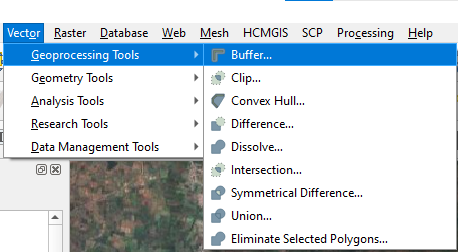 Vector Raster Database Web Mesh HCMGIS SCP Processing Help
Geoprocessing Tools
Geometry Tools
Analysis Tools
Research Tools
Data Management Tools
Buffer...
Clip...
Convex Hull...
Difference...
Dissolve...
Intersection...
Symmetrical Difference...
Union...
Eliminate Selected Polygons...